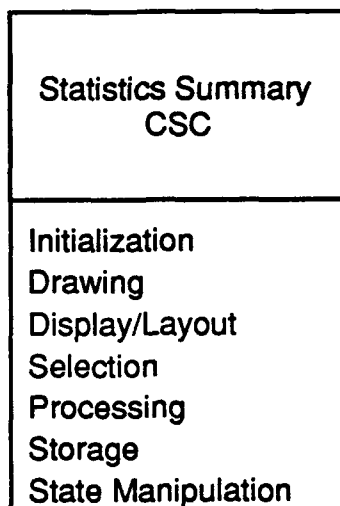 Statistics Summary
CSC
Initialization
Drawing
Display/Layout
Selection
Processing
Storage
State Manipulation